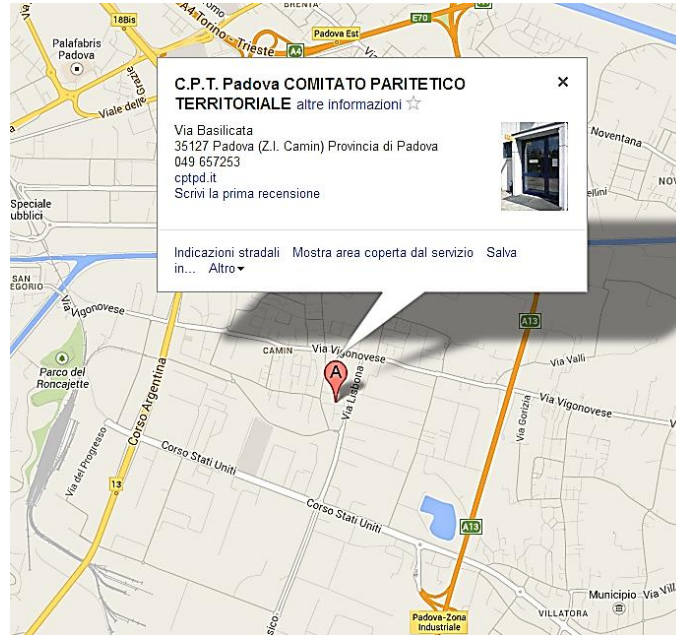 BRENTA
18Bis
A4 Torino - Trieste
A4
E70
Padova Est
Palafabris
Padova
Viale delle Grazie
C.P.T. Padova COMITATO PARITETICO
TERRITORIALE altre informazioni ☆
×
Via Basilicata
35127 Padova (Z.I. Camin) Provincia di Padova
049 657253
cptpd.it
Scrivi la prima recensione
Indicazioni stradali Mostra area coperta dal servizio Salva
in... Altro▾
Noventana
Speciale
Via Vigonovese
CAMIN
Via Vigonovese
A13
Via Valli
Via Vigonovese
Parco del
Roncajette
Corso Argentina
A
Via Lisbona
Via Gorizia
Via del Progresso
Corso Stati Uniti
13
Corso Stati Uniti
A13
Municipio
VILLATORA
Padova-Zona
Industriale